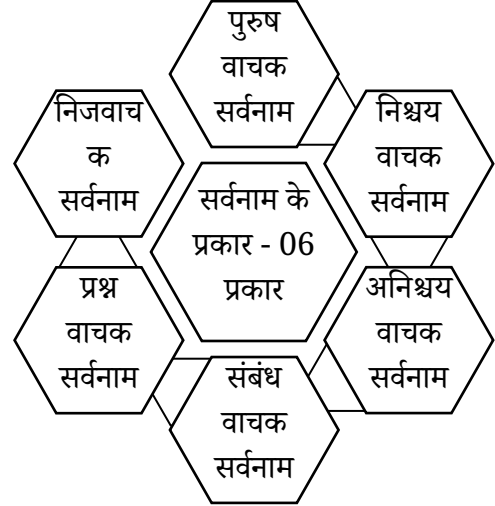 पुरुष
वाचक
सर्वनाम
निश्चय
वाचक
सर्वनाम
अनिश्चय
वाचक
सर्वनाम
संबंध
वाचक
सर्वनाम
प्रश्न
वाचक
सर्वनाम
निजवाच
क
सर्वनाम
सर्वनाम के
प्रकार - 06
प्रकार